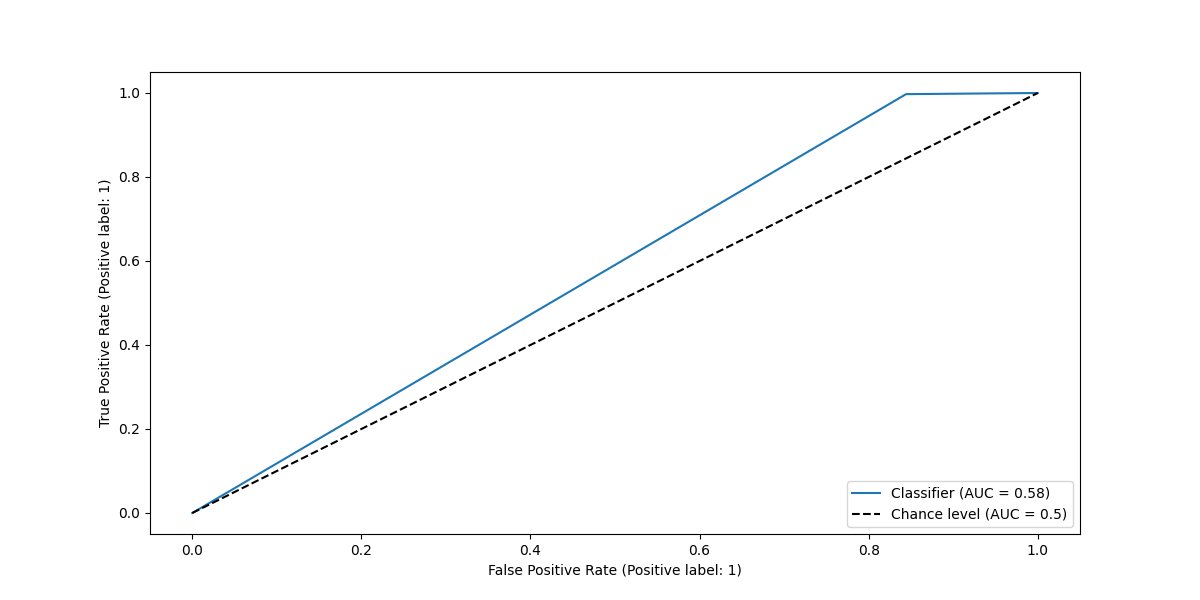 1.0
0.8
0.6
0.4
0.2
0.0
True Positive Rate (Positive label: 1)
Classifier (AUC = 0.58)
Chance level (AUC = 0.5)
0.0 0.2 0.4 0.6 0.8 1.0
False Positive Rate (Positive label: 1)